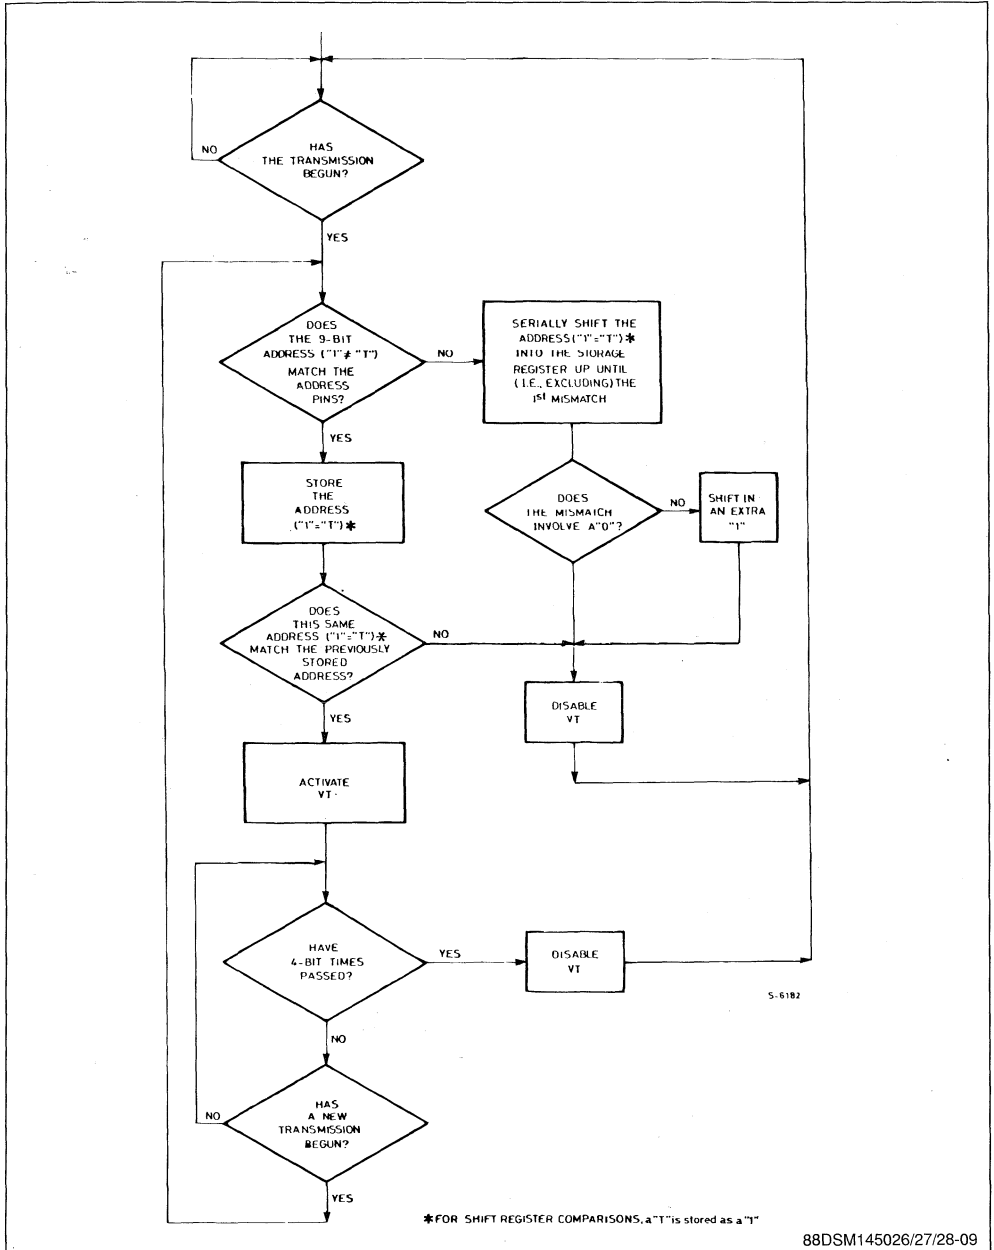 HAS
THE TRANSMISSION
BEGUN?
NO
YES
DOES
THE 9-BIT
ADDRESS ("1"≠"T")
MATCH THE
ADDRESS
PINS?
NO
SERIALLY SHIFT THE
ADDRESS("1"="T")*
INTO THE STORAGE
REGISTER UP UNTIL
(I.E., EXCLUDING) THE
1st MISMATCH
YES
STORE
THE
ADDRESS
("1"="T")*
DOES
THE MISMATCH
INVOLVE A"0"?
NO
SHIFT IN
AN EXTRA
"1"
DOES
THIS SAME
ADDRESS ("1"="T")*
MATCH THE PREVIOUSLY
STORED
ADDRESS?
NO
YES
DISABLE
VT
ACTIVATE
VT
HAVE
4-BIT TIMES
PASSED?
YES
DISABLE
VT
S-6182
NO
HAS
A NEW
TRANSMISSION
BEGUN?
NO
YES
*FOR SHIFT REGISTER COMPARISONS, a "T" is stored as a "1"
88DSM145026/27/28-09